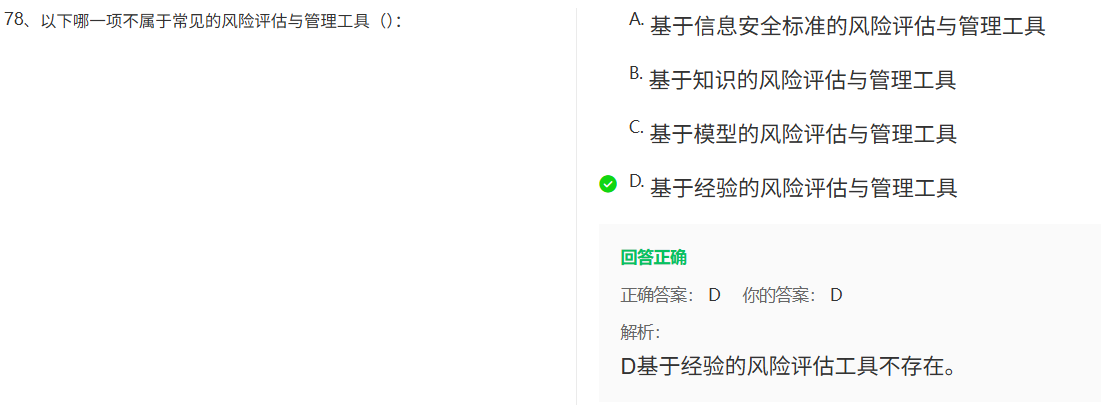 78、以下哪一项不属于常见的风险评估与管理工具（）：
A. 基于信息安全标准的风险评估与管理工具
B. 基于知识的风险评估与管理工具
C. 基于模型的风险评估与管理工具
D. 基于经验的风险评估与管理工具
回答正确
正确答案： D 你的答案： D
解析：
D基于经验的风险评估工具不存在。